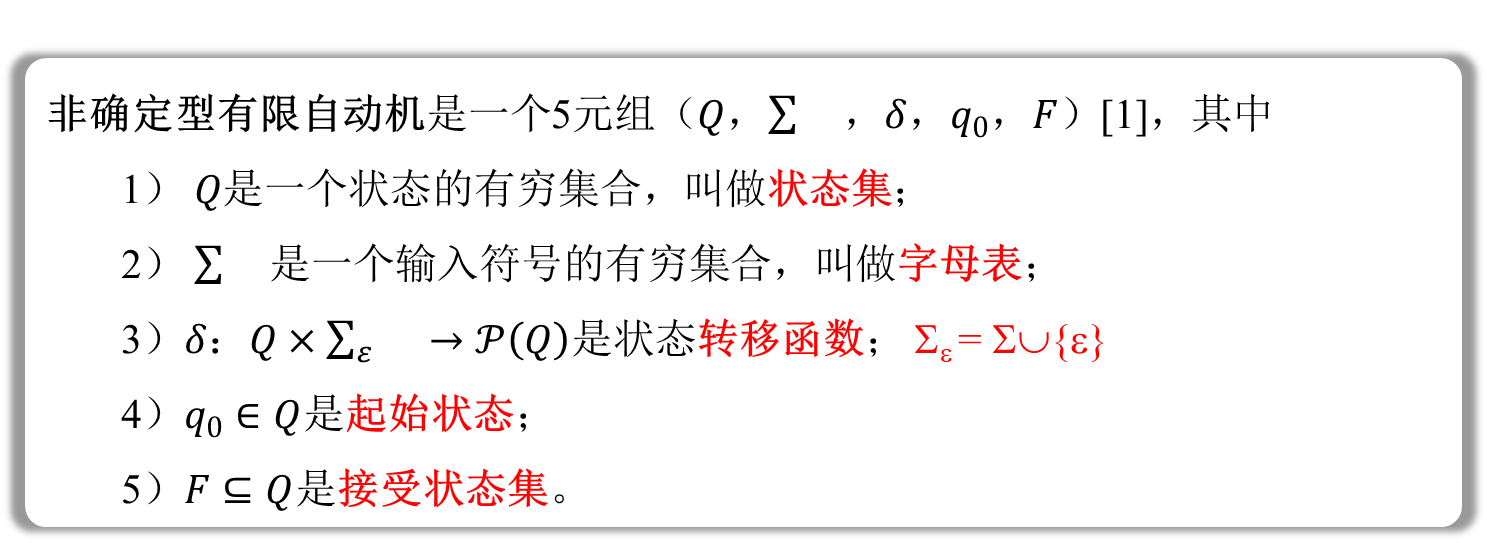 非确定型有限自动机是一个5元组（Q，∑ ，δ，q₀，F）[1]，其中
1） Q是一个状态的有穷集合，叫做状态集；
2） ∑ 是一个输入符号的有穷集合，叫做字母表；
3）δ：Q × ∑ε → 𝒫(Q)是状态转移函数； Σε = Σ∪{ε}
4）q₀ ∈ Q是起始状态；
5）F ⊆ Q是接受状态集。